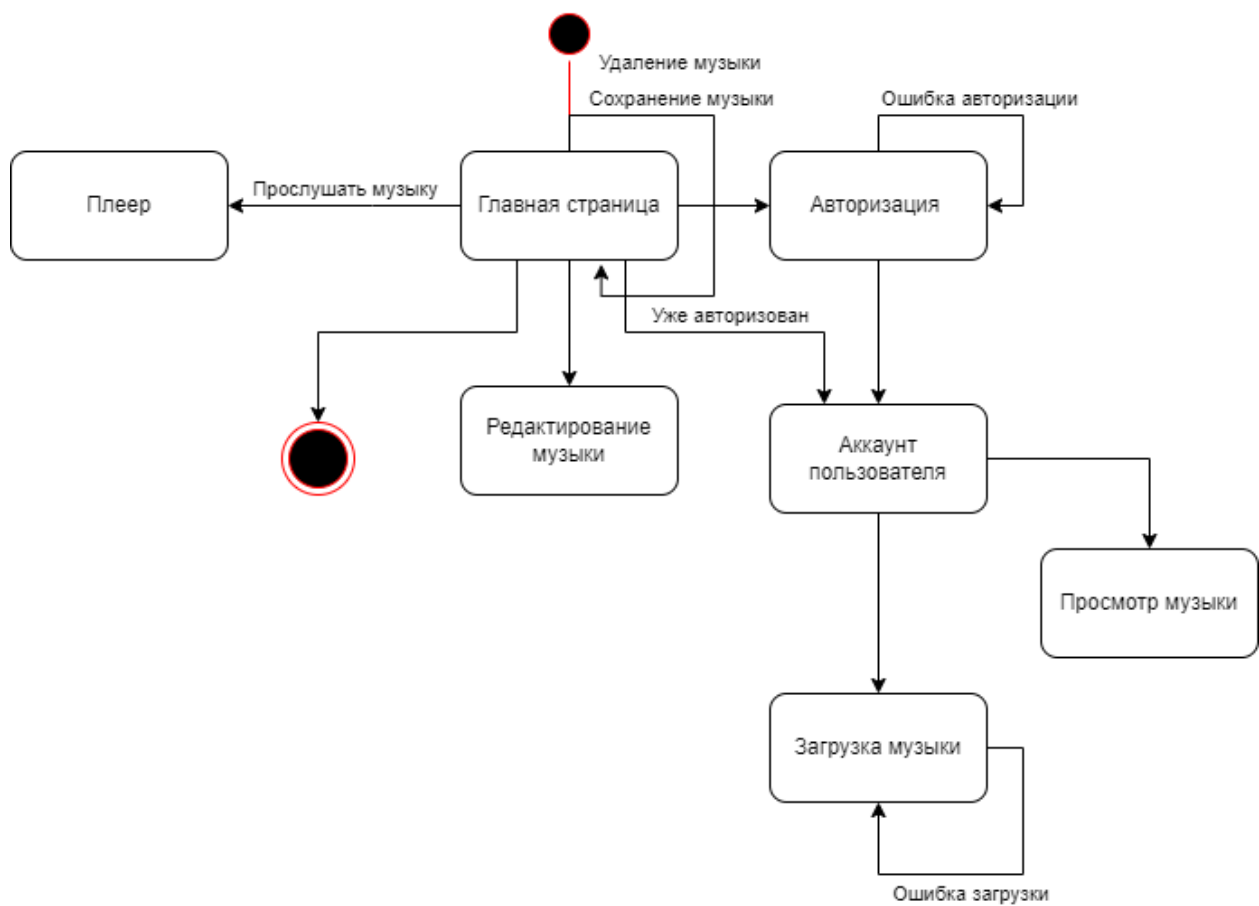 Удаление музыки
Сохранение музыки
Ошибка авторизации
Плеер
Прослушать музыку
Главная страница
Авторизация
Уже авторизован
Редактирование
музыки
Аккаунт
пользователя
Просмотр музыки
Загрузка музыки
Ошибка загрузки